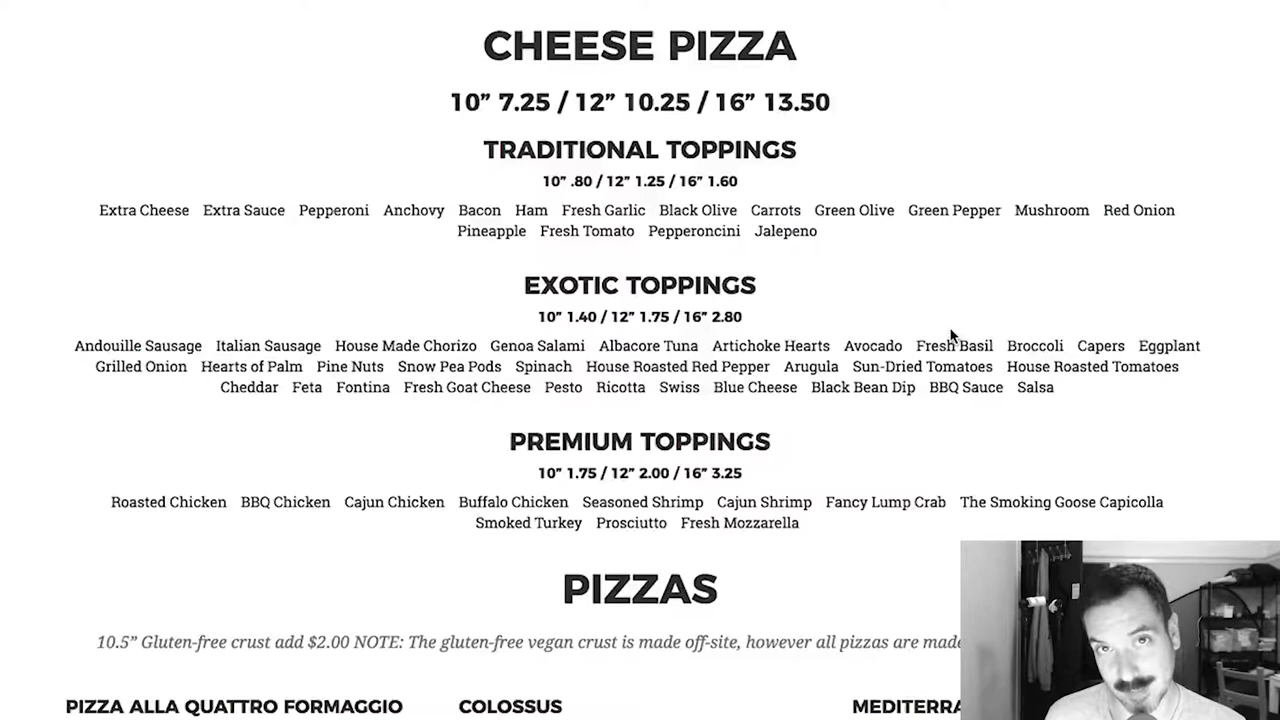 CHEESE PIZZA
10” 7.25 / 12” 10.25 / 16” 13.50
TRADITIONAL TOPPINGS
10” .80 / 12” 1.25 / 16” 1.60
Extra Cheese Extra Sauce Pepperoni Anchovy Bacon Ham Fresh Garlic Black Olive Carrots Green Olive Green Pepper Mushroom Red Onion
Pineapple Fresh Tomato Pepperoncini Jalepeno
EXOTIC TOPPINGS
10” 1.40 / 12” 1.75 / 16” 2.80
Andouille Sausage Italian Sausage House Made Chorizo Genoa Salami Albacore Tuna Artichoke Hearts Avocado Fresh Basil Broccoli Capers Eggplant
Grilled Onion Hearts of Palm Pine Nuts Snow Pea Pods Spinach House Roasted Red Pepper Arugula Sun-Dried Tomatoes House Roasted Tomatoes
Cheddar Feta Fontina Fresh Goat Cheese Pesto Ricotta Swiss Blue Cheese Black Bean Dip BBQ Sauce Salsa
PREMIUM TOPPINGS
10” 1.75 / 12” 2.00 / 16” 3.25
Roasted Chicken BBQ Chicken Cajun Chicken Buffalo Chicken Seasoned Shrimp Cajun Shrimp Fancy Lump Crab The Smoking Goose Capicolla
Smoked Turkey Prosciutto Fresh Mozzarella
PIZZAS
10.5” Gluten-free crust add $2.00 NOTE: The gluten-free vegan crust is made off-site, however all pizzas are made
PIZZA ALLA QUATTRO FORMAGGIO COLOSSUS MEDITERRA